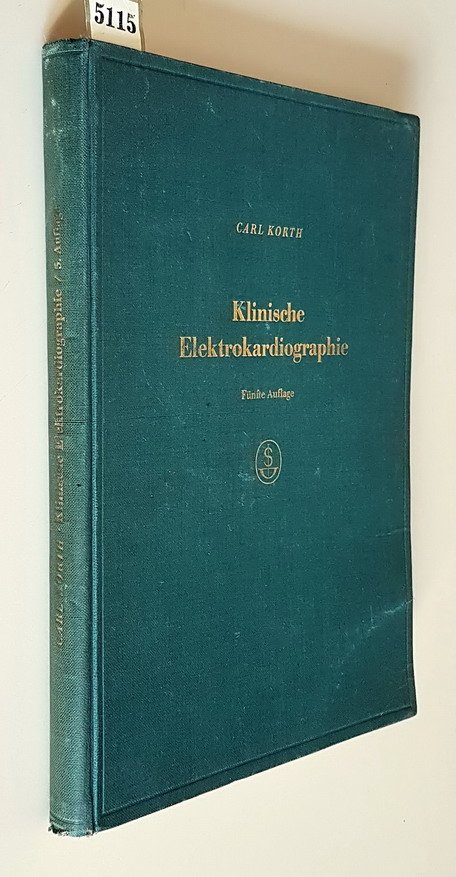 5115
CARL KORTH
Klinische
Elektrokardiographie
Fünfte Auflage
CARL KORTH · Klinische Elektrokardiographie / 5. Auflage